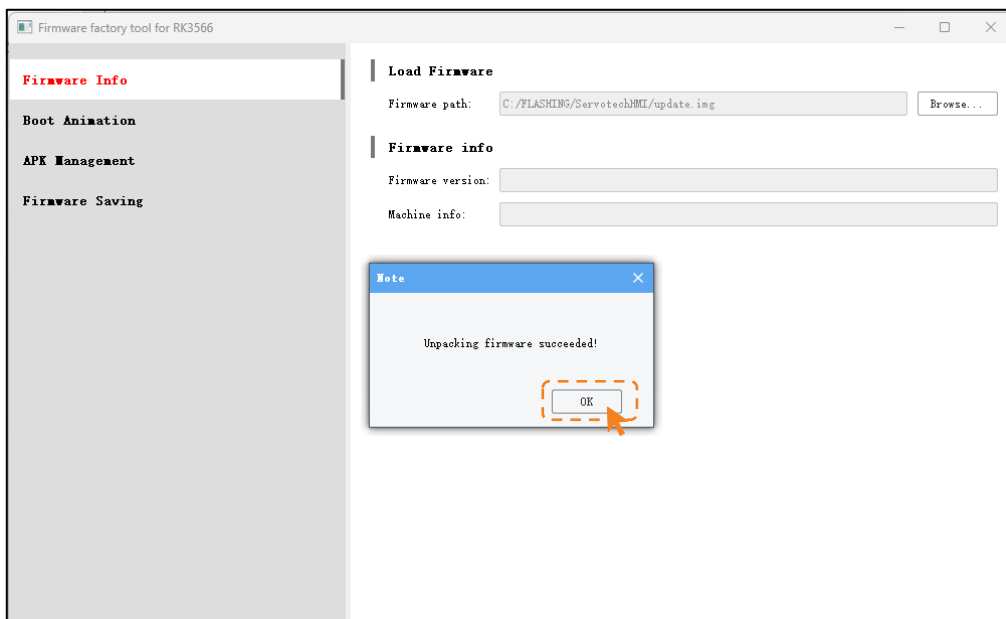 Firmware factory tool for RK3566
Firmware Info
Boot Animation
APK Management
Firmware Saving
Load Firmware
Firmware path:
C:/FLASHING/ServotechHMI/update.img
Browse...
Firmware info
Firmware version:
Machine info:
Note
Unpacking firmware succeeded!
OK